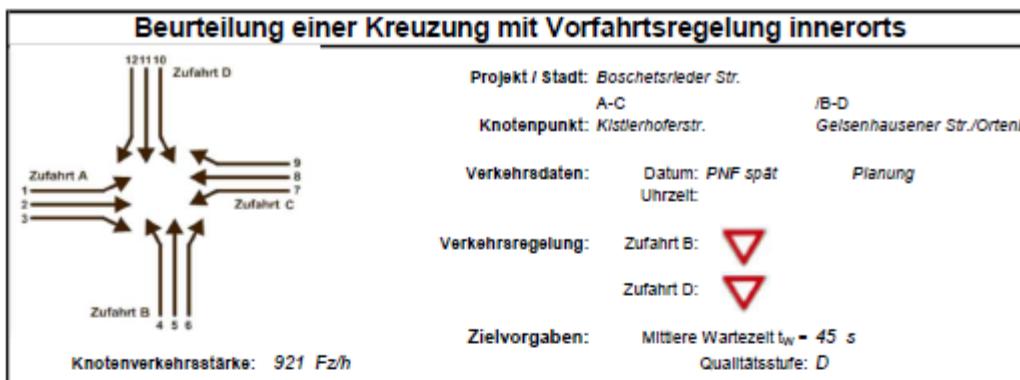 Beurteilung einer Kreuzung mit Vorfahrtsregelung innerorts
12 11 10
Zufahrt D
Zufahrt A
1
2
3
9
8
7
Zufahrt C
Zufahrt B
4 5 6
Knotenverkehrsstärke: 921 Fz/h
Projekt / Stadt: Boschetsrieder Str.
A-C /B-D
Knotenpunkt: Kistlerhoferstr. Geisenhausener Str./Ortenl
Verkehrsdaten: Datum: PNF spät Planung
Uhrzeit:
Verkehrsregelung: Zufahrt B:
Zufahrt D:
Zielvorgaben: Mittlere Wartezeit tw = 45 s
Qualitätsstufe: D